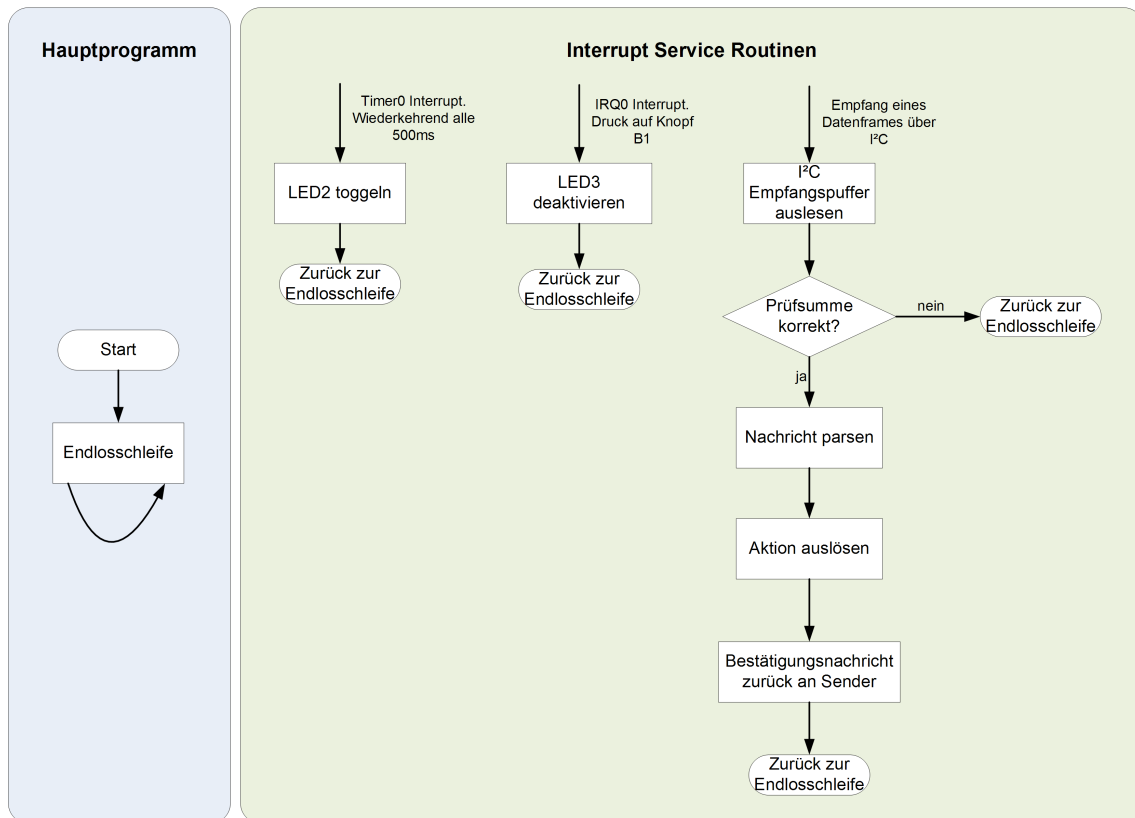 Hauptprogramm
Start
Endlosschleife
Interrupt Service Routinen
Timer0 Interrupt.
Wiederkehrend alle
500ms
LED2 toggeln
Zurück zur
Endlosschleife
IRQ0 Interrupt.
Druck auf Knopf
B1
LED3
deaktivieren
Zurück zur
Endlosschleife
Empfang eines
Datenframes über
I²C
I²C
Empfangspuffer
auslesen
Prüfsumme
korrekt?
nein
Zurück zur
Endlosschleife
ja
Nachricht parsen
Aktion auslösen
Bestätigungsnachricht
zurück an Sender
Zurück zur
Endlosschleife